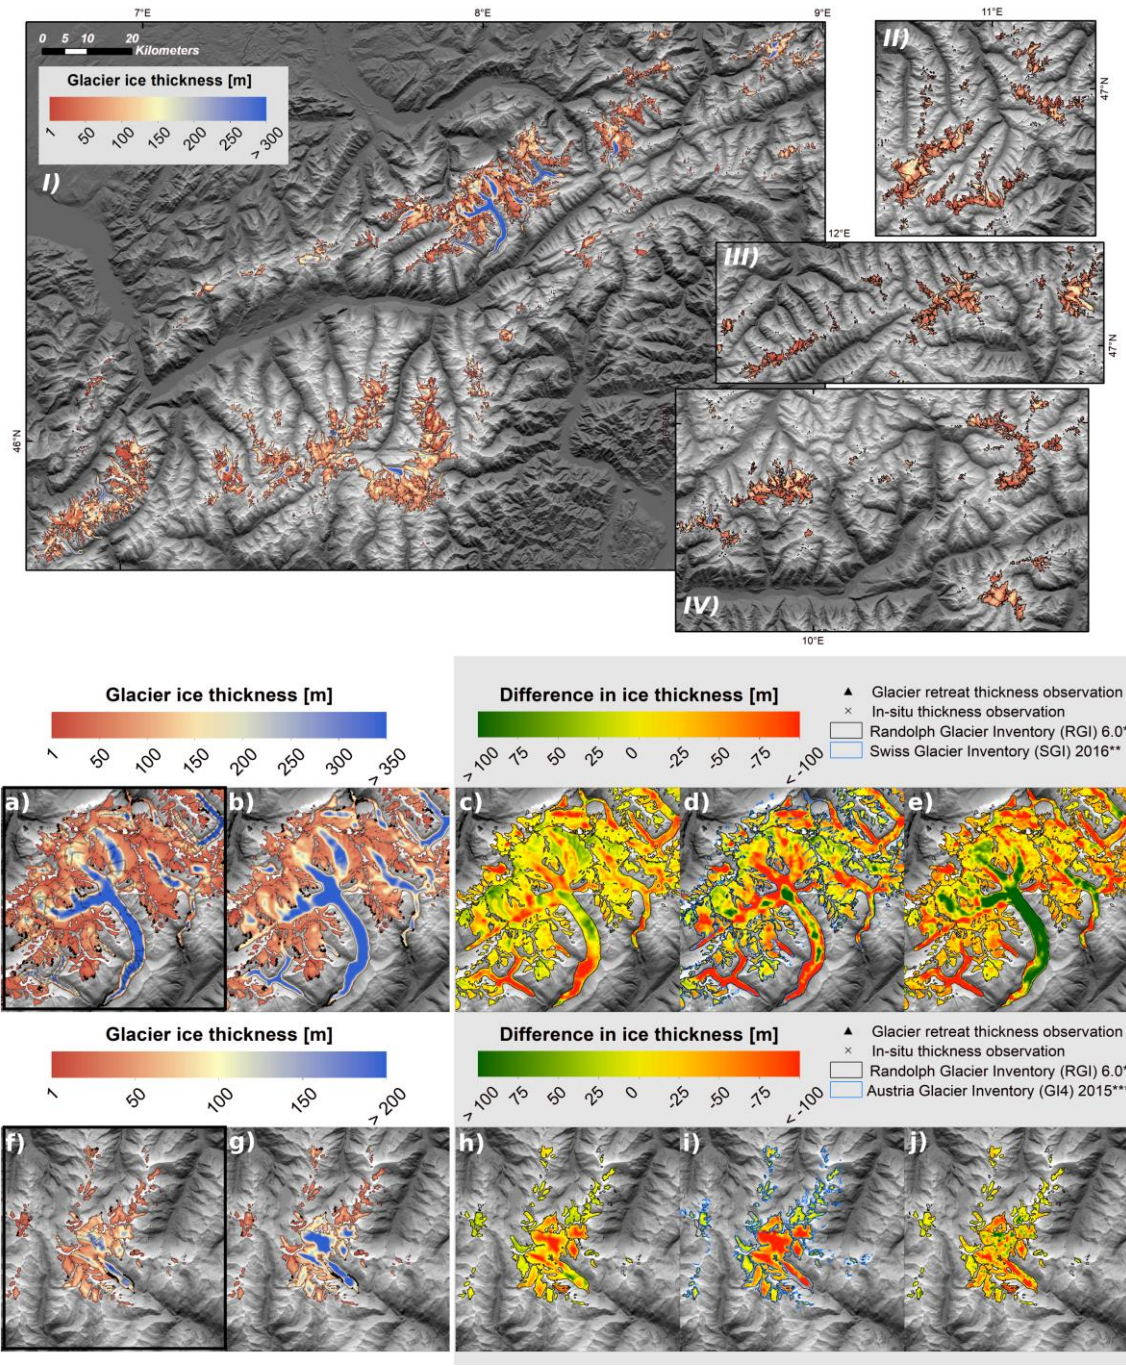 7°E
8°E
9°E
11°E
0 5 10 20
Kilometers
Glacier ice thickness [m]
1 50 100 150 200 250 > 300
I)
II)
47°N
12°E
III)
47°N
46°N
IV)
10°E
Glacier ice thickness [m]
1 50 100 150 200 250 300 > 350
Difference in ice thickness [m]
> 100 75 50 25 0 -25 -50 -75 < -100
Glacier retreat thickness observation
In-situ thickness observation
Randolph Glacier Inventory (RGI) 6.0*
Swiss Glacier Inventory (SGI) 2016**
a) b) c) d) e)
Glacier ice thickness [m]
1 50 100 150 > 200
Difference in ice thickness [m]
> 100 75 50 25 0 -25 -50 -75 < -100
Glacier retreat thickness observation
In-situ thickness observation
Randolph Glacier Inventory (RGI) 6.0*
Austria Glacier Inventory (GI4) 2015**
f) g) h) i) j)